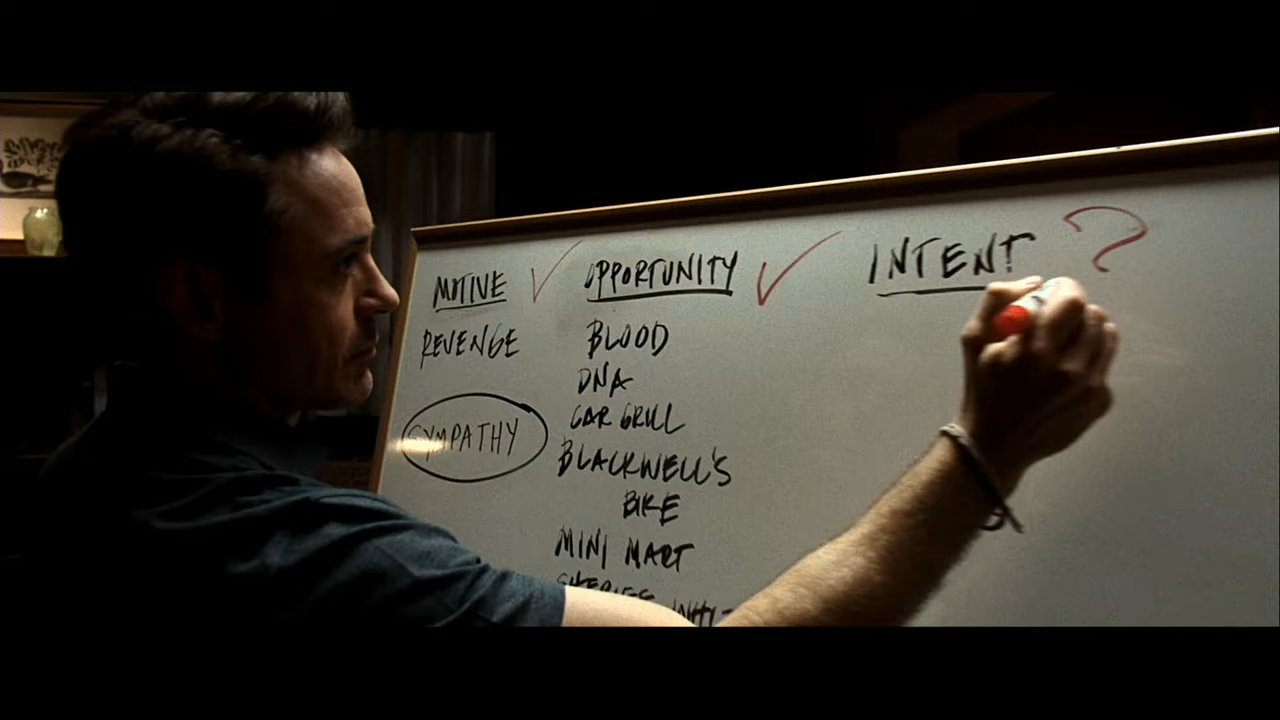 MOTIVE ✓ OPPORTUNITY ✓ INTENT ?
REVENGE
SYMPATHY
BLOOD
DNA
CAR GRILL
BLACKWELL'S
BIKE
MINI MART